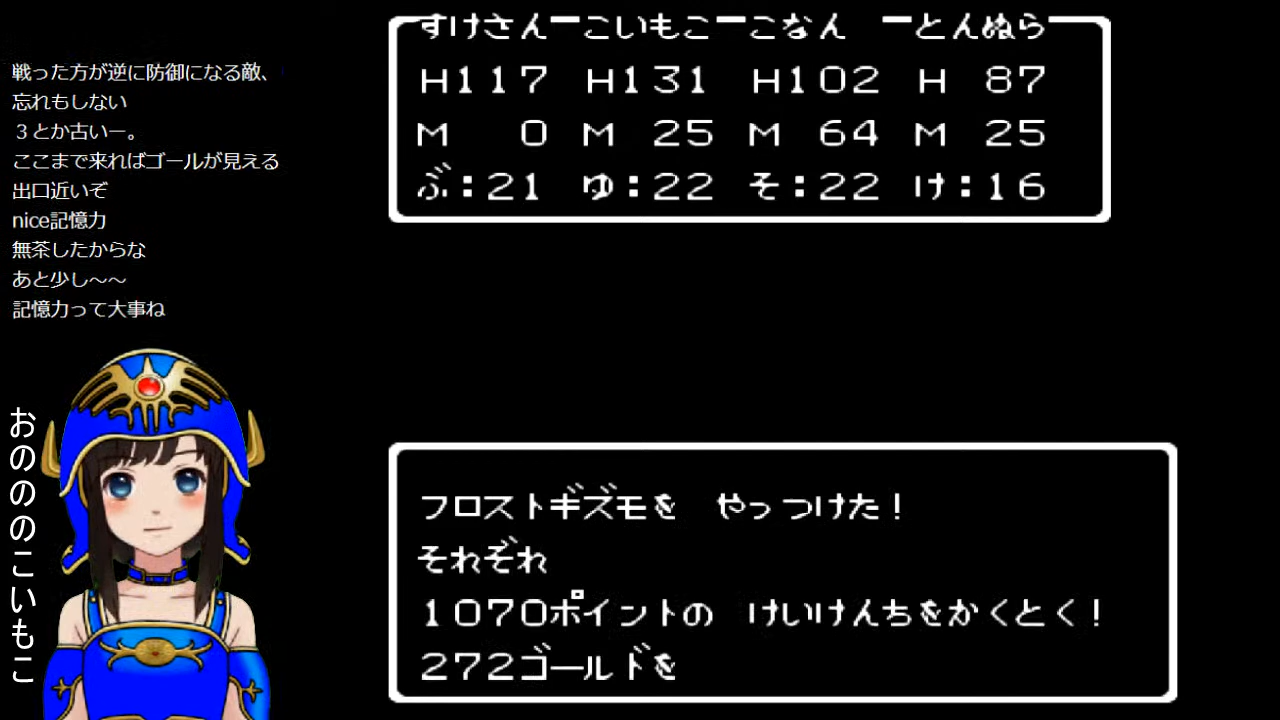 戦った方が逆に防御になる敵、
忘れもしない
３とか古いー。
ここまで来ればゴールが見える
出口近いぞ
nice記憶力
無茶したからな
あと少し～～
記憶力って大事ね
おののののこいもこ
すけさん こいもこ こなん とんぬら
H117 H131 H102 H 87
M 0 M 25 M 64 M 25
ぶ:21 ゆ:22 そ:22 け:16
フロストギズモを やっつけた!
それぞれ
1070ポイントの けいけんちをかくとく!
272ゴールドを